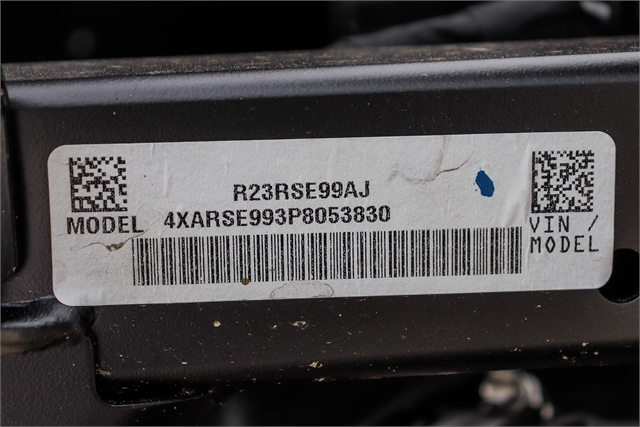 R23RSE99AJ
MODEL 4XARSE993P8053830
VIN /
MODEL